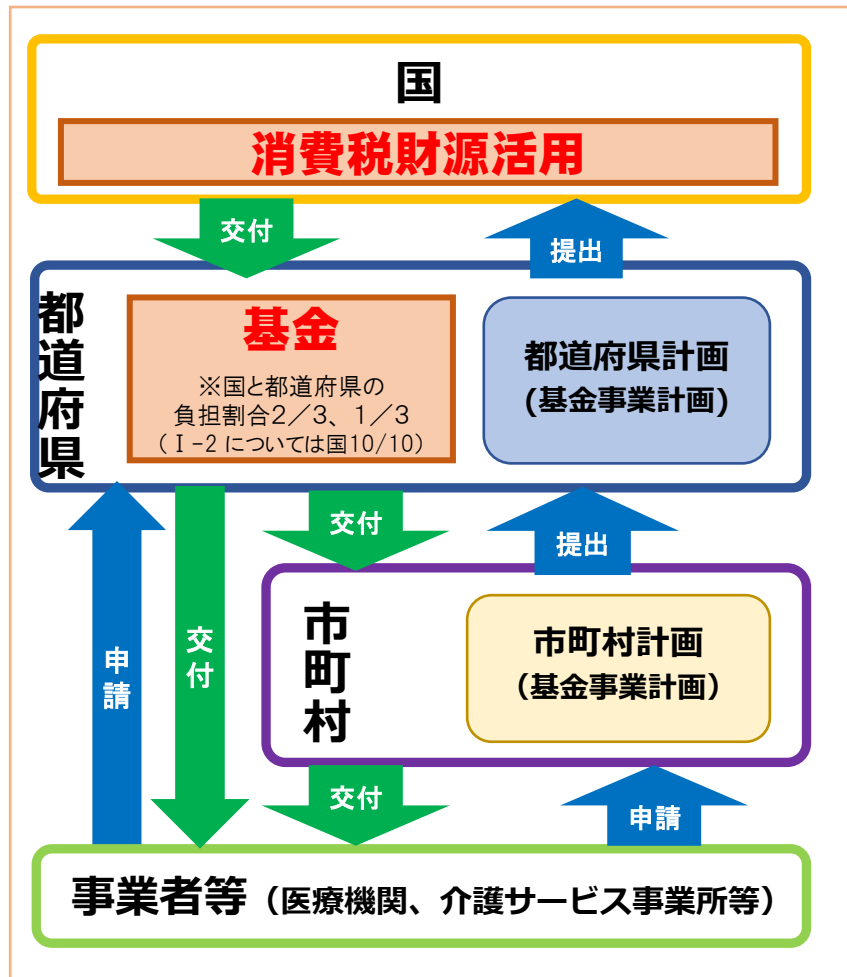 国
消費税財源活用
交付
提出
都道府県
基金
※国と都道府県の
負担割合2/3、1/3
(Ⅰ-2 については国10/10)
都道府県計画
(基金事業計画)
交付
提出
申請
交付
市町村
市町村計画
(基金事業計画)
交付
申請
事業者等(医療機関、介護サービス事業所等)